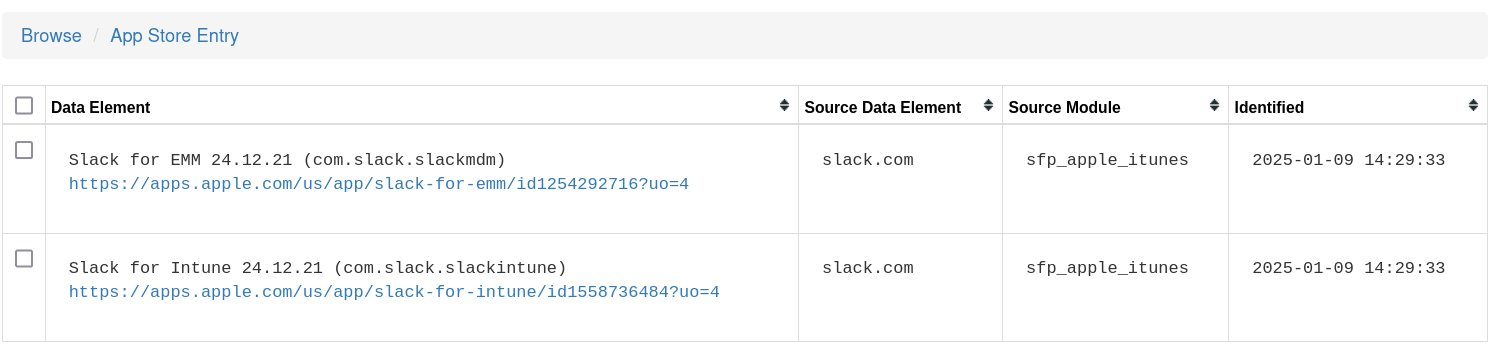 Browse / App Store Entry
Data Element Source Data Element Source Module Identified
Slack for EMM 24.12.21 (com.slack.slackmdm) slack.com sfp_apple_itunes 2025-01-09 14:29:33
https://apps.apple.com/us/app/slack-for-emm/id1254292716?uo=4
Slack for Intune 24.12.21 (com.slack.slackintune) slack.com sfp_apple_itunes 2025-01-09 14:29:33
https://apps.apple.com/us/app/slack-for-intune/id1558736484?uo=4